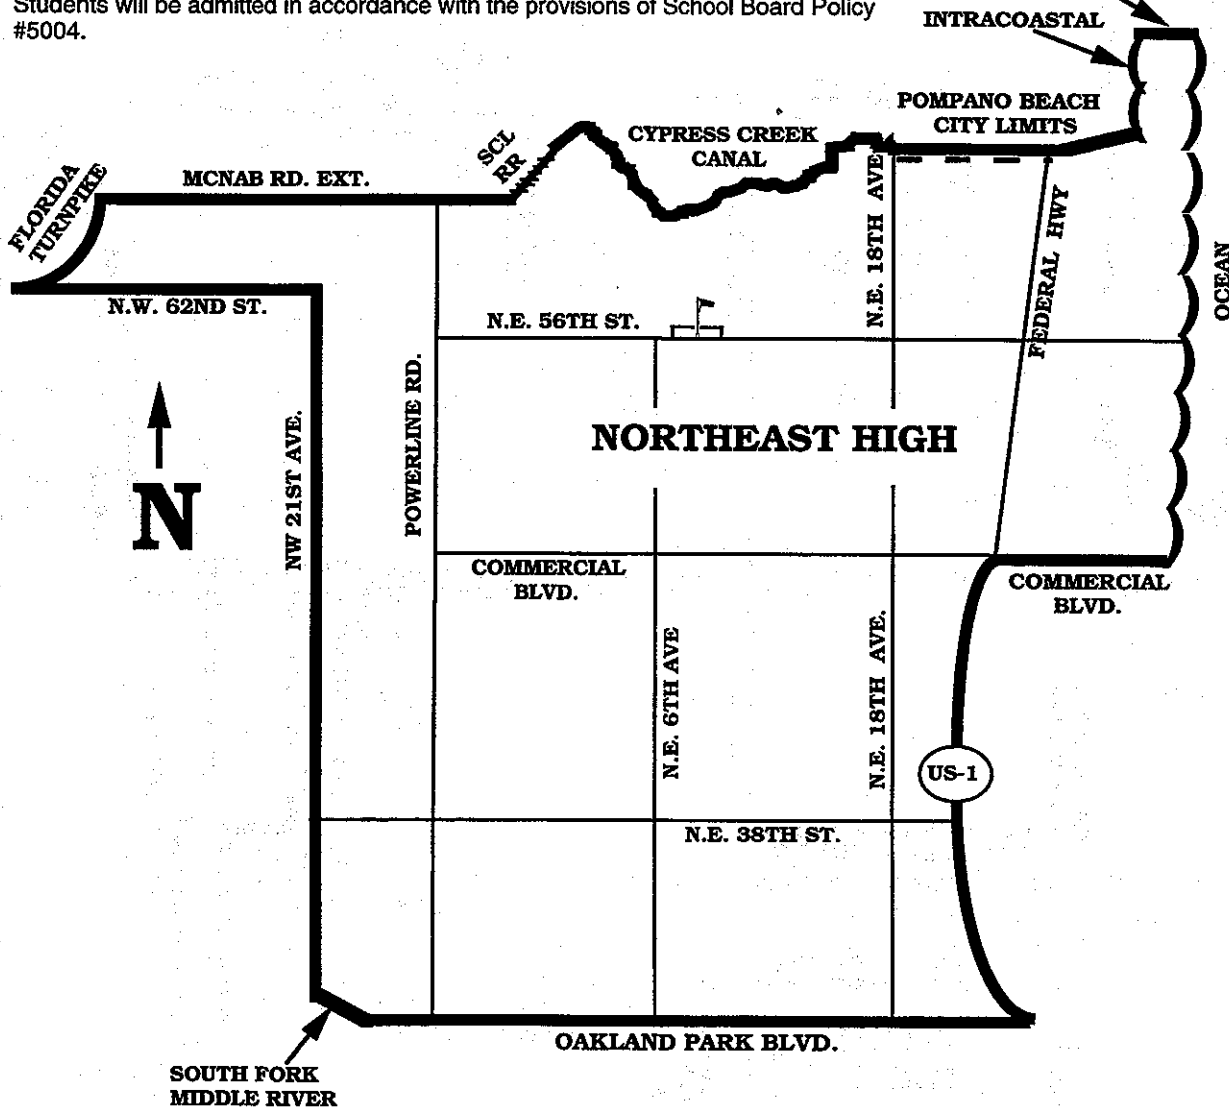 Students will be admitted in accordance with the provisions of School Board Policy
#5004.
INTRACOASTAL
POMPANO BEACH
CITY LIMITS
CYPRESS CREEK
CANAL
SCL
RR
MCNAB RD. EXT.
FLORIDA
TURNPIKE
N.W. 62ND ST.
N.E. 56TH ST.
N.E. 18TH AVE
FEDERAL HWY
OCEAN
POWERLINE RD.
NW 21ST AVE.
NORTHEAST HIGH
N
COMMERCIAL
BLVD.
COMMERCIAL
BLVD.
N.E. 6TH AVE
N.E. 18TH AVE.
US-1
N.E. 38TH ST.
OAKLAND PARK BLVD.
SOUTH FORK
MIDDLE RIVER